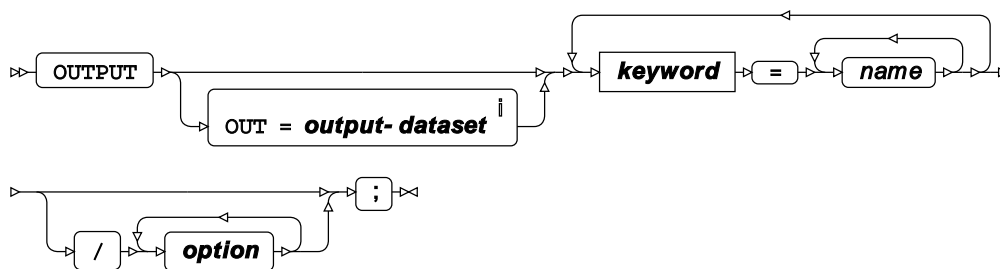 OUTPUT keyword = name
OUT = output- dataset i
;
/ option